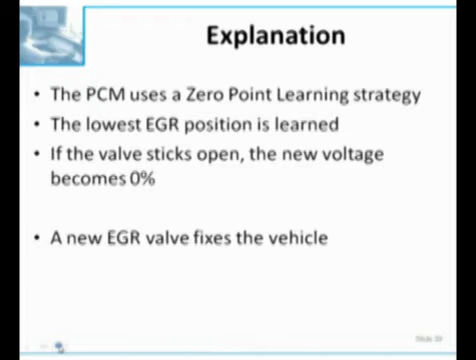 Explanation
• The PCM uses a Zero Point Learning strategy
• The lowest EGR position is learned
• If the valve sticks open, the new voltage
becomes 0%
• A new EGR valve fixes the vehicle